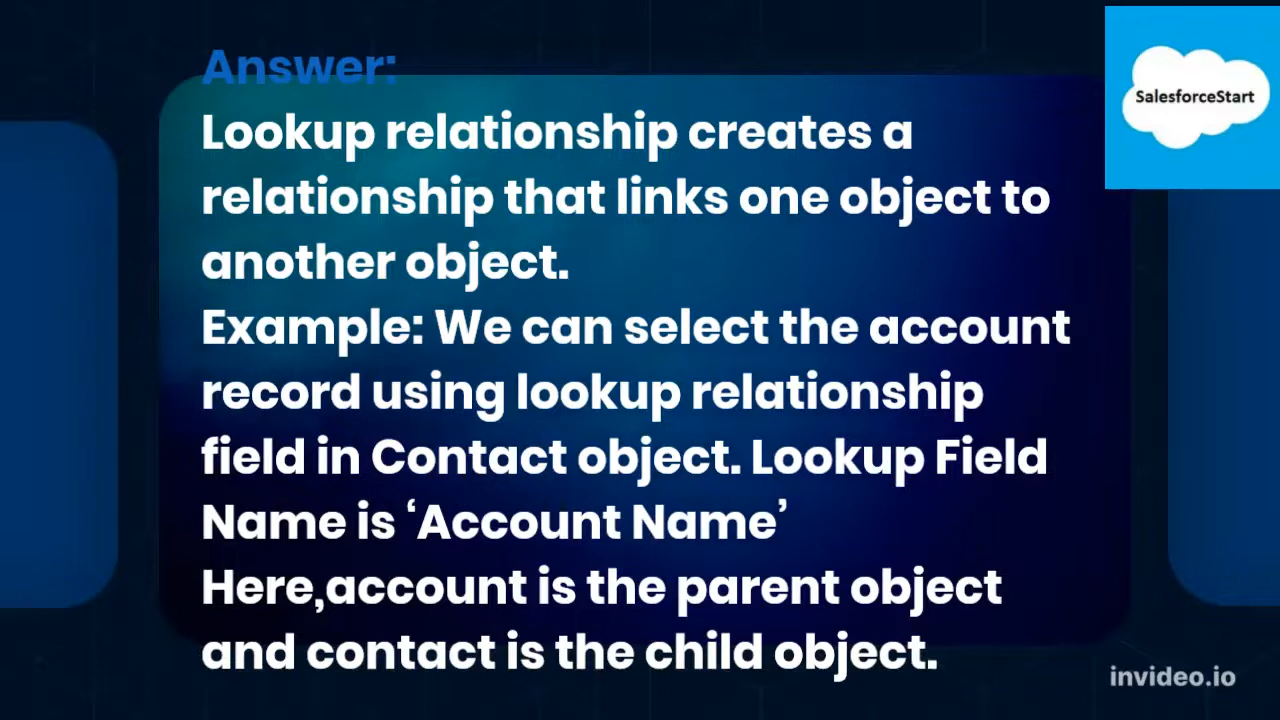 Answer:
SalesforceStart
Lookup relationship creates a
relationship that links one object to
another object.
Example: We can select the account
record using lookup relationship
field in Contact object. Lookup Field
Name is ‘Account Name’
Here,account is the parent object
and contact is the child object.
invideo.io